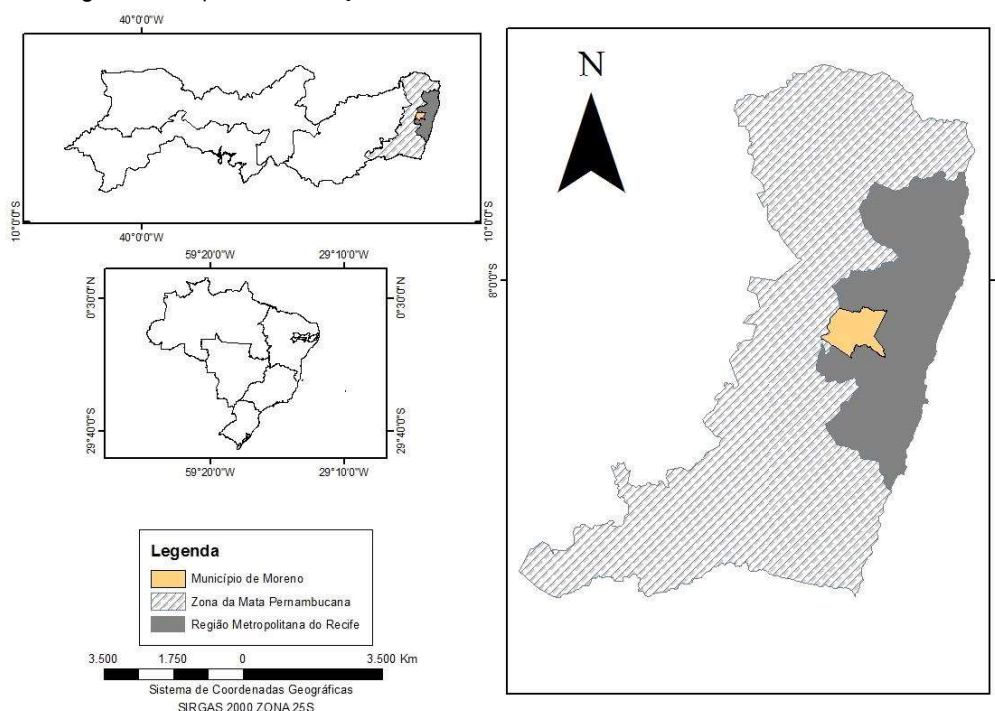 40°0'0"W
10°0'0"S
10°0'0"S
40°0'0"W
59°20'0"W 29°10'0"W
0°30'0"N
0°30'0"N
29°40'0"S
29°40'0"S
59°20'0"W 29°10'0"W
N
8°0'0"S
Legenda
Município de Moreno
Zona da Mata Pernambucana
Região Metropolitana do Recife
3.500 1.750 0 3.500 Km
Sistema de Coordenadas Geográficas
SIRGAS 2000 ZONA 25S